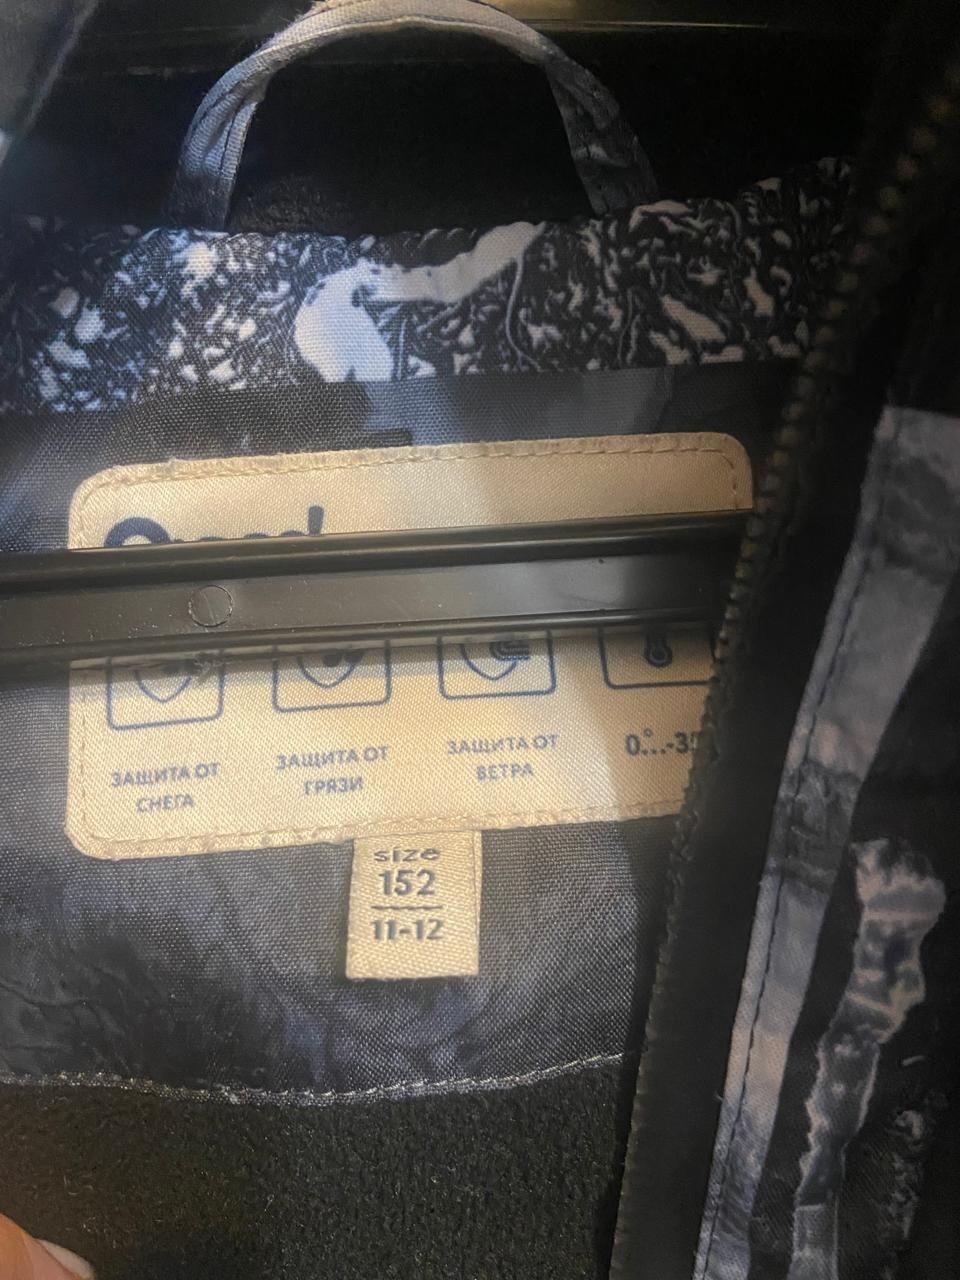 ЗАЩИТА ОТ
СНЕГА
ЗАЩИТА ОТ
ГРЯЗИ
ЗАЩИТА ОТ
ВЕТРА
size
152
11-12